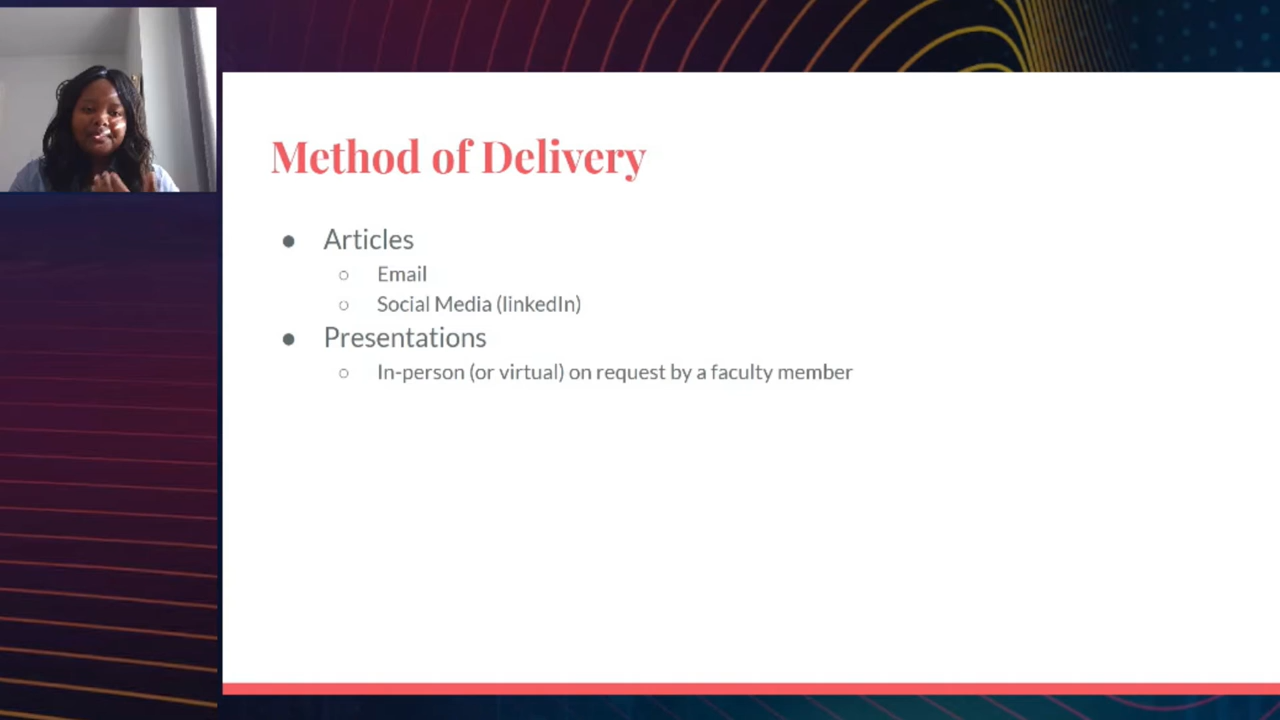 Method of Delivery
● Articles
○ Email
○ Social Media (linkedIn)
● Presentations
○ In-person (or virtual) on request by a faculty member